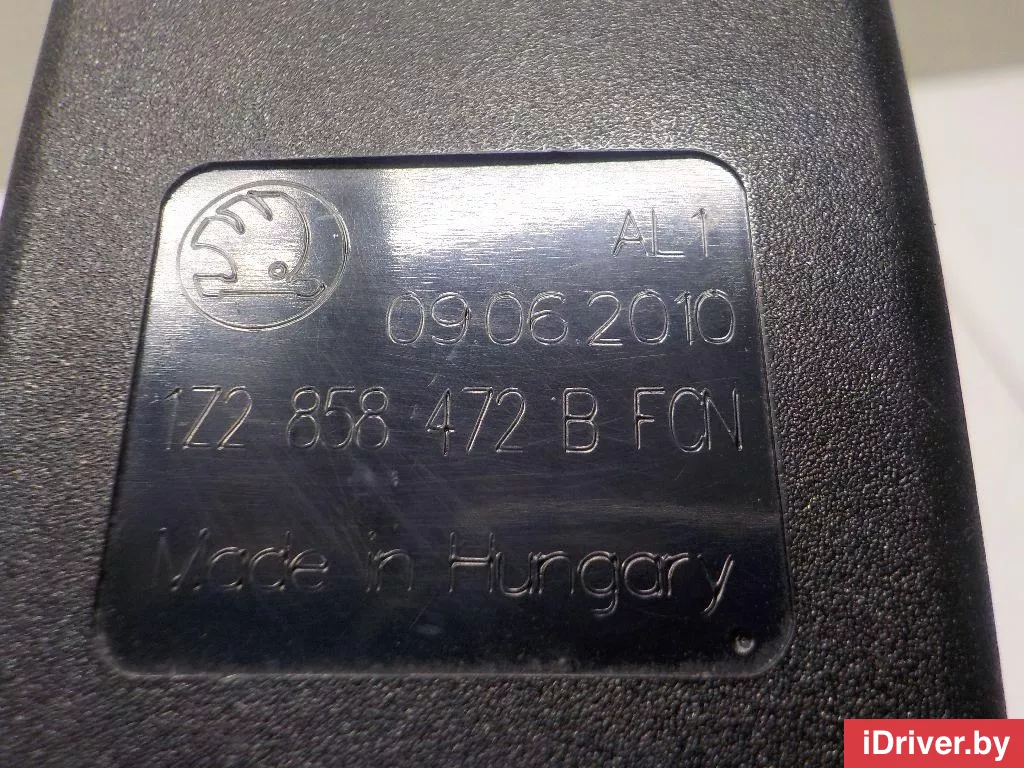 AL1
09.06.2010
1Z2 858 472 B FCN
Made in Hungary
iDriver.by